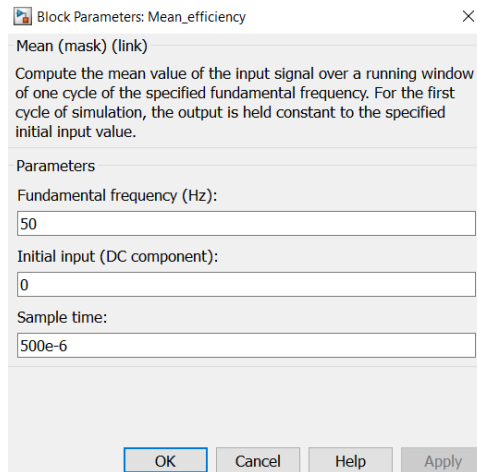 Block Parameters: Mean_efficiency
Mean (mask) (link)
Compute the mean value of the input signal over a running window
of one cycle of the specified fundamental frequency. For the first
cycle of simulation, the output is held constant to the specified
initial input value.
Parameters
Fundamental frequency (Hz):
50
Initial input (DC component):
0
Sample time:
500e-6
OK Cancel Help Apply